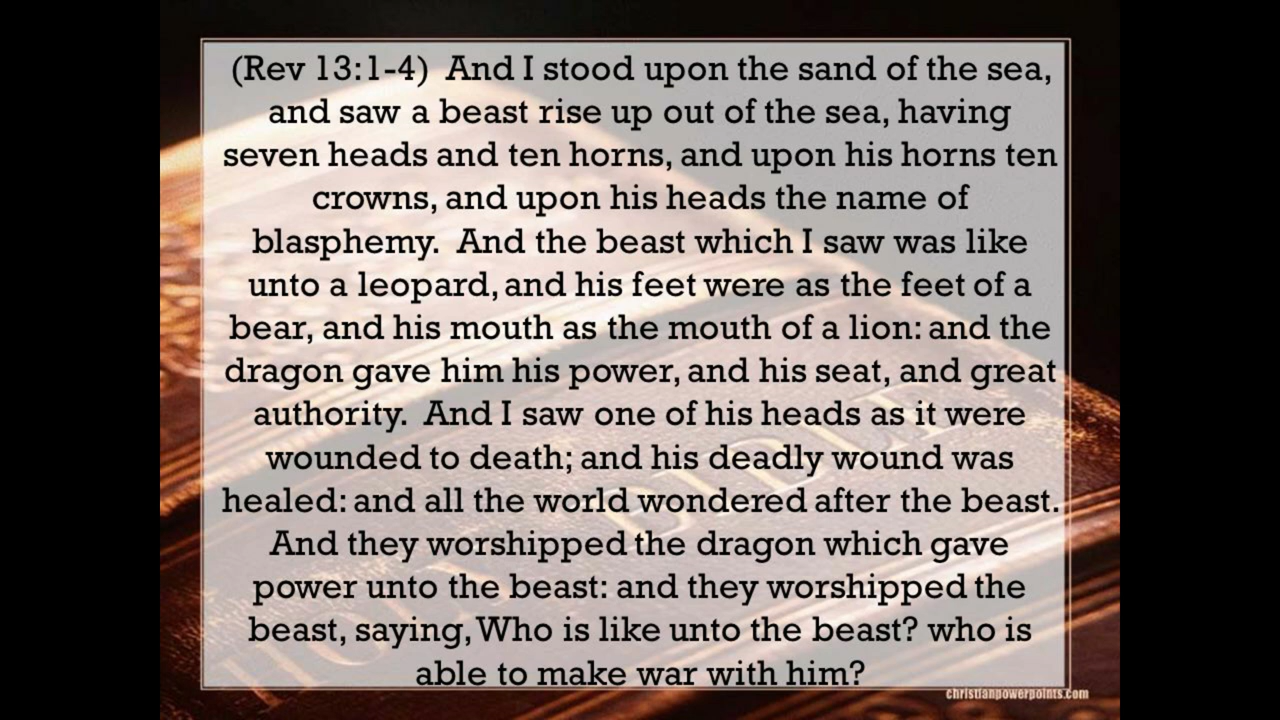 (Rev 13:1-4)  And I stood upon the sand of the sea,
and saw a beast rise up out of the sea, having
seven heads and ten horns, and upon his horns ten
crowns, and upon his heads the name of
blasphemy.  And the beast which I saw was like
unto a leopard, and his feet were as the feet of a
bear, and his mouth as the mouth of a lion: and the
dragon gave him his power, and his seat, and great
authority.  And I saw one of his heads as it were
wounded to death; and his deadly wound was
healed: and all the world wondered after the beast.
And they worshipped the dragon which gave
power unto the beast: and they worshipped the
beast, saying, Who is like unto the beast? who is
able to make war with him?
christianpowerpoints.com
HOLY BIBLE